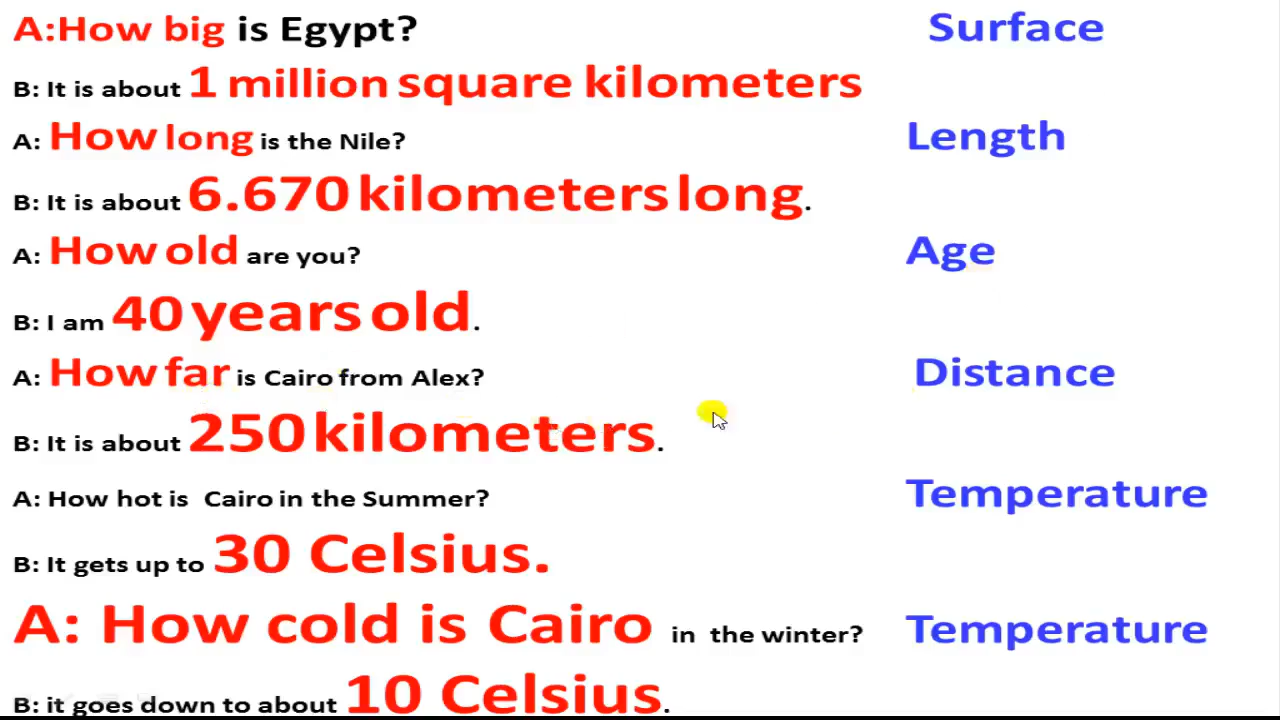 A:How big is Egypt? Surface
B: It is about 1 million square kilometers
A: How long is the Nile? Length
B: It is about 6.670 kilometers long.
A: How old are you? Age
B: I am 40 years old.
A: How far is Cairo from Alex? Distance
B: It is about 250 kilometers.
A: How hot is Cairo in the Summer? Temperature
B: It gets up to 30 Celsius.
A: How cold is Cairo in the winter? Temperature
B: it goes down to about 10 Celsius.